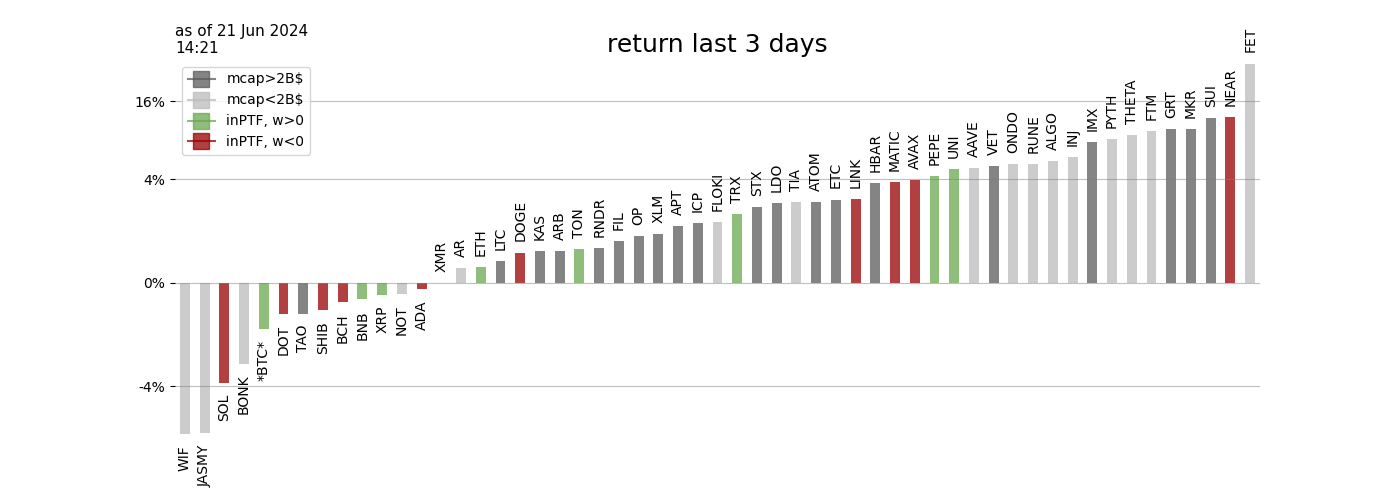 as of 21 Jun 2024
14:21
return last 3 days
mcap>2B$
mcap<2B$
inPTF, w>0
inPTF, w<0
16%
4%
0%
-4%
WIF
JASMY
SOL
BONK
*BTC*
DOT
TAO
SHIB
BCH
BNB
XRP
NOT
ADA
XMR
AR
ETH
LTC
DOGE
KAS
ARB
TON
RNDR
FIL
OP
XLM
APT
ICP
FLOKI
TRX
STX
LDO
TIA
ATOM
ETC
LINK
HBAR
MATIC
AVAX
PEPE
UNI
AAVE
VET
ONDO
RUNE
ALGO
INJ
IMX
PYTH
THETA
FTM
GRT
MKR
SUI
NEAR
FET